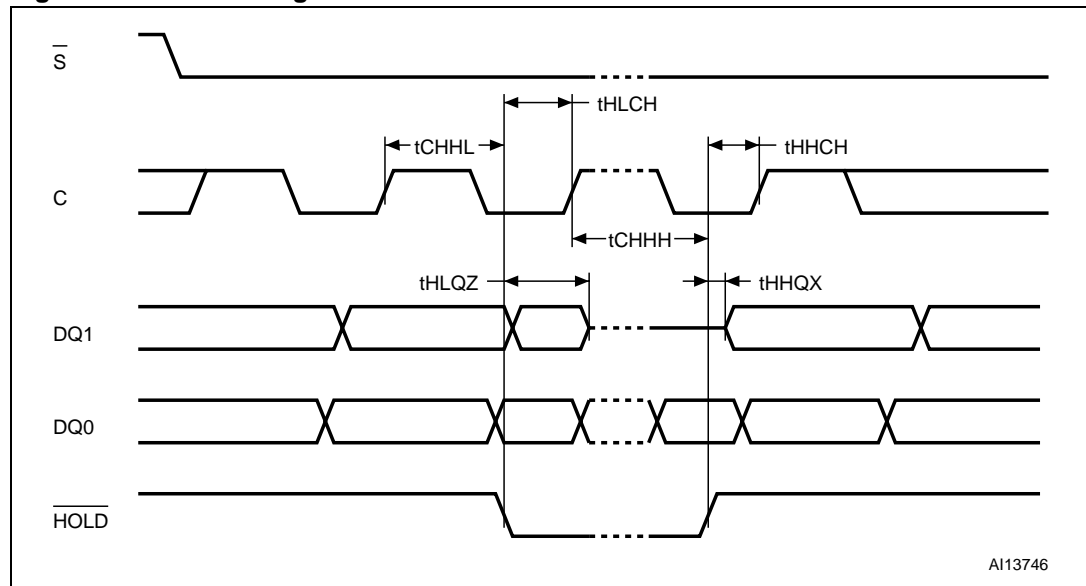 S
tHLCH
tCHHL
tHHCH
C
tCHHH
tHLQZ
tHHQX
DQ1
DQ0
HOLD
AI13746